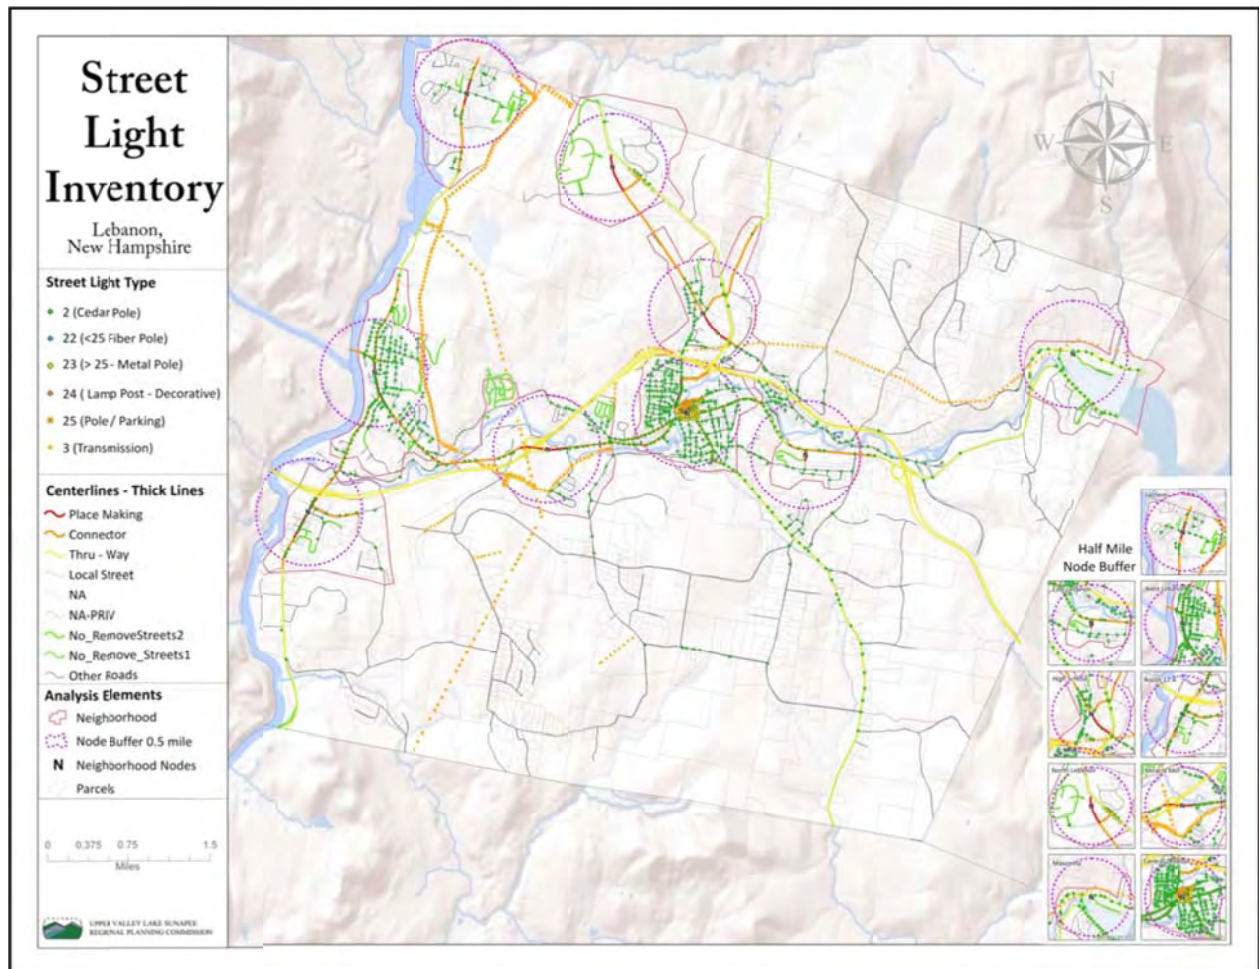 Street
Light
Inventory
Lebanon,
New Hampshire
Street Light Type
2 (Cedar Pole)
22 (<25 Fiber Pole)
23 (> 25 - Metal Pole)
24 ( Lamp Post - Decorative)
25 (Pole / Parking)
3 (Transmission)
Centerlines - Thick Lines
Place Making
Connector
Thru - Way
Local Street
NA
NA-PRIV
No_RemoveStreets2
No_Remove_Streets1
Other Roads
Analysis Elements
Neighborhood
Node Buffer 0.5 mile
N Neighborhood Nodes
Parcels
0 0.375 0.75 1.5
Miles
UPPER VALLEY LAKE SUNAPEE
REGIONAL PLANNING COMMISSION
N
W E
S
Half Mile
Node Buffer